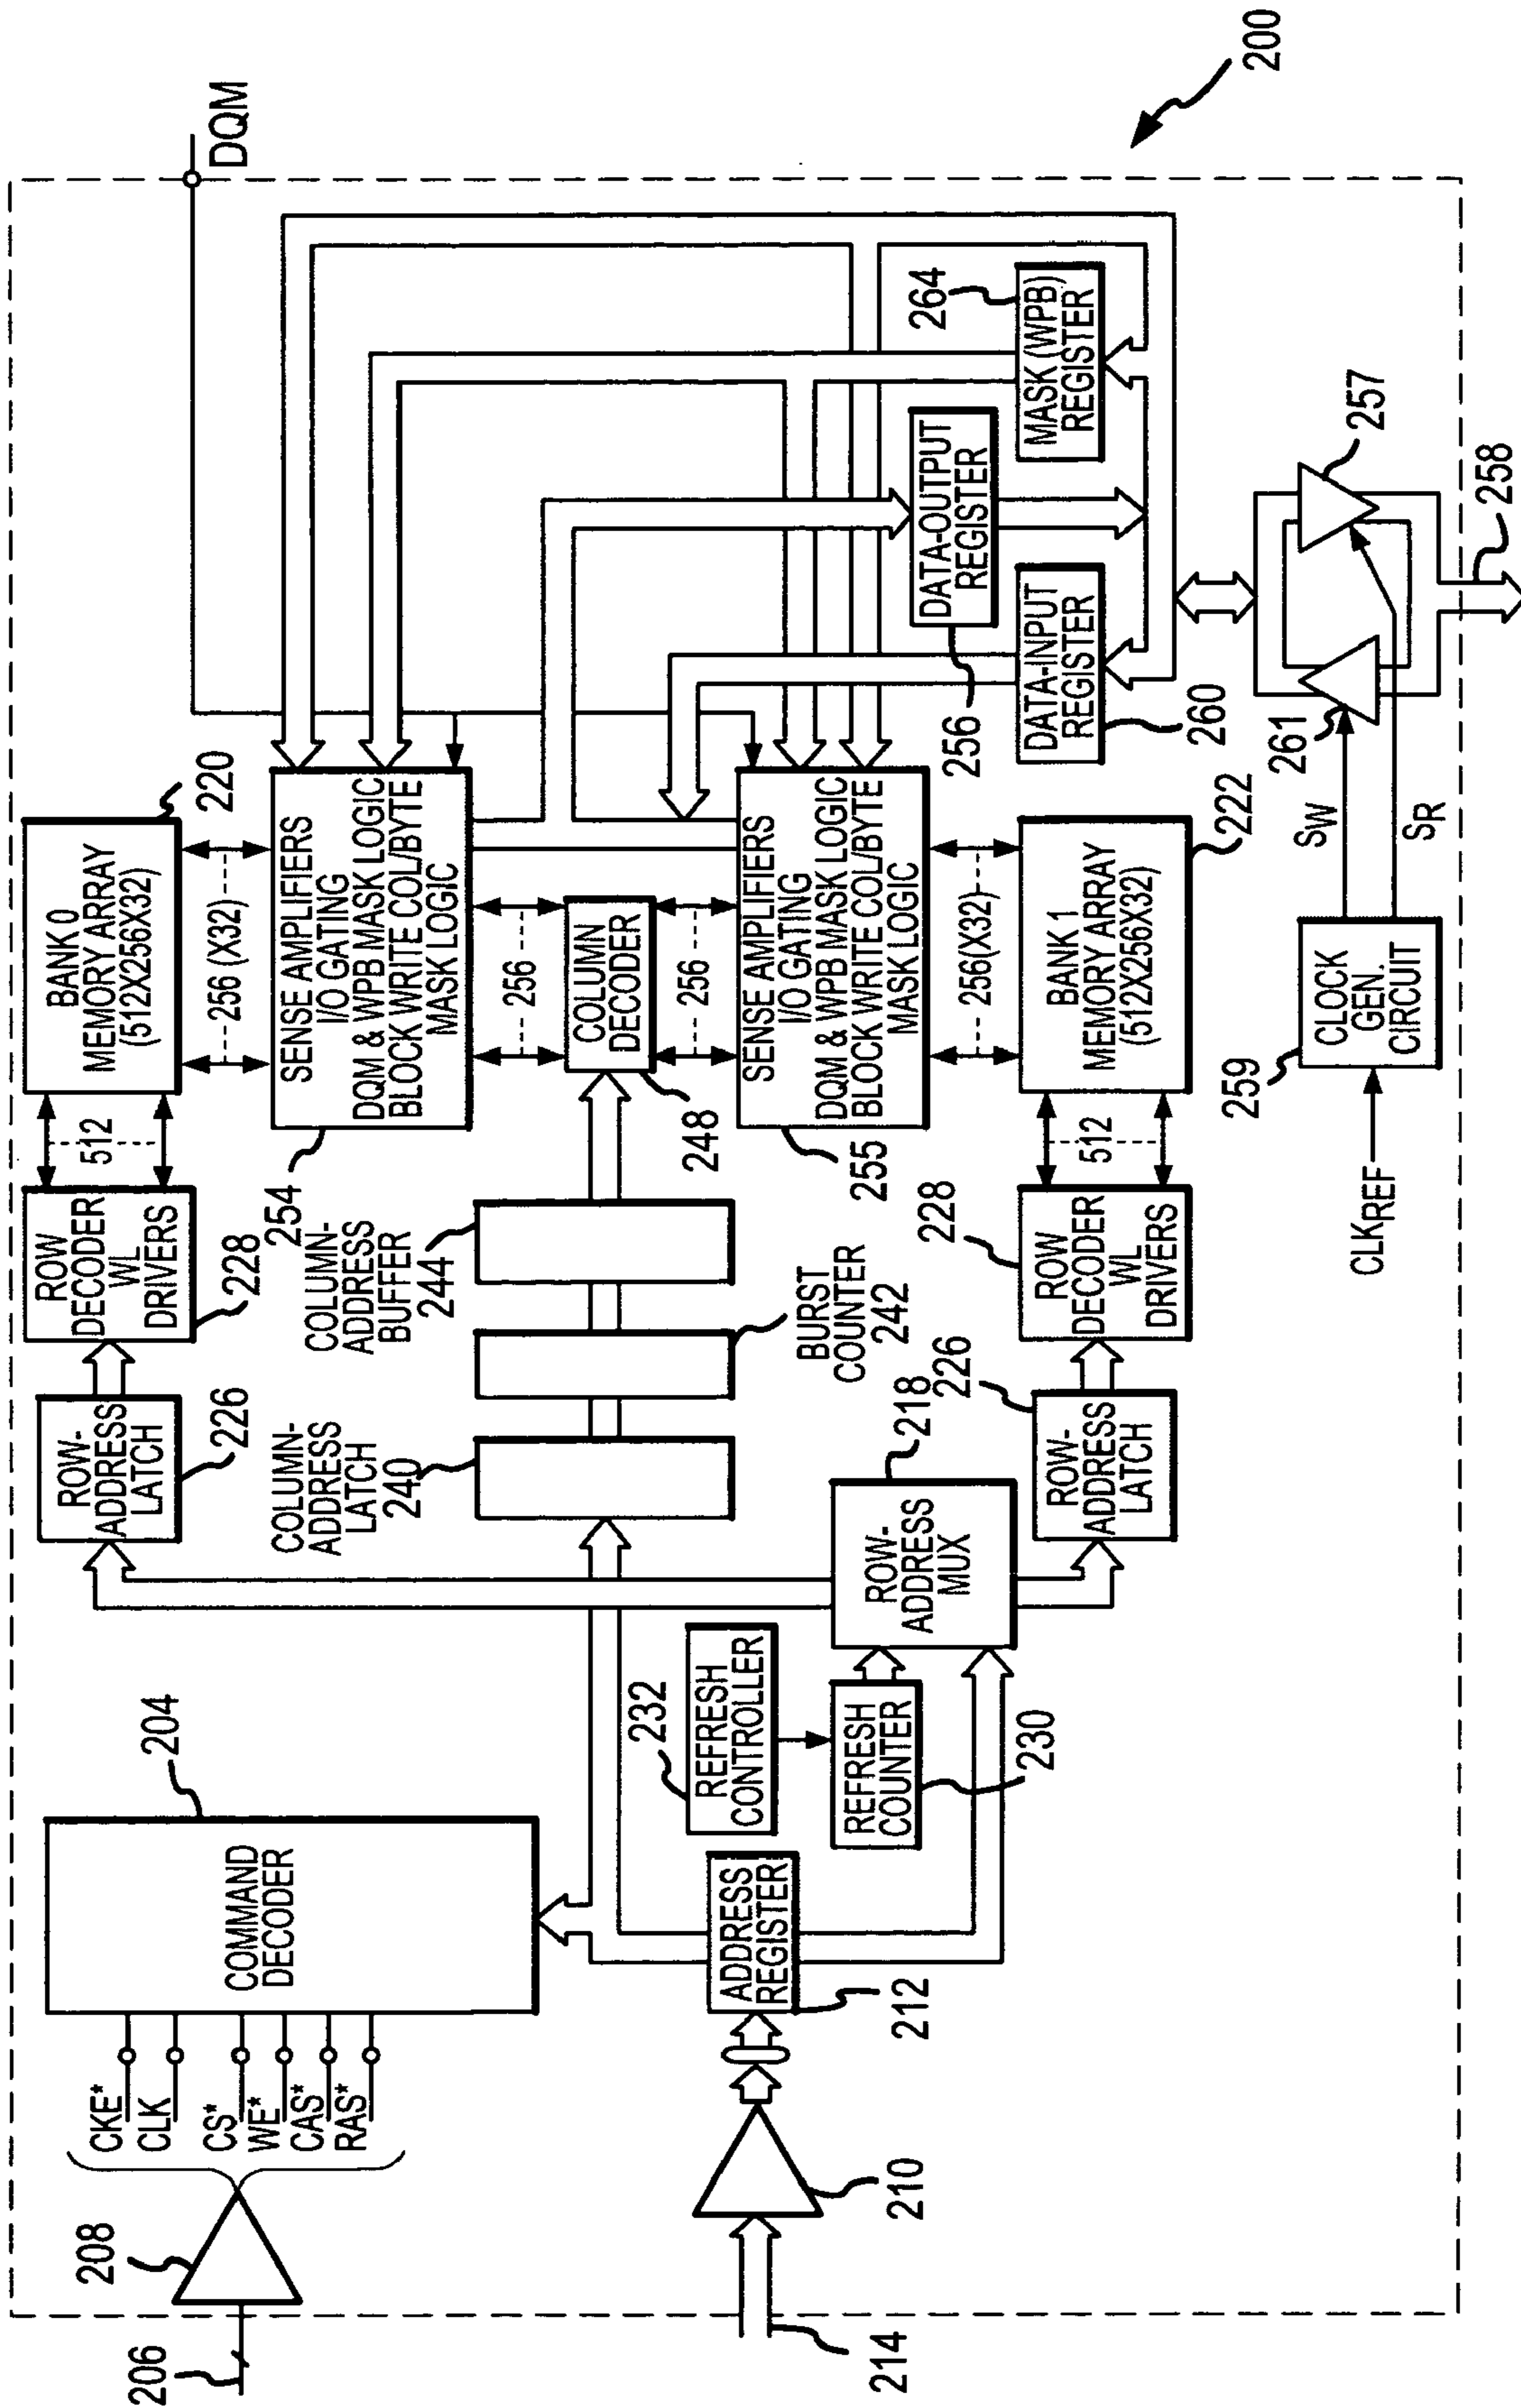 206
208
CKE*
CLK
CS*
WE*
CAS*
RAS*
COMMAND
DECODER
204
214
210
212
ADDRESS
REGISTER
232
REFRESH
CONTROLLER
REFRESH
COUNTER
230
ROW-
ADDRESS
MUX
218
ROW-
ADDRESS
LATCH
226
ROW-
ADDRESS
LATCH
226
COLUMN-
ADDRESS
LATCH
240
BURST
COUNTER
242
COLUMN-
ADDRESS
BUFFER
244
ROW
DECODER
WL
DRIVERS
228
ROW
DECODER
WL
DRIVERS
228
512
512
BANK 0
MEMORY ARRAY
(512X256X32)
220
256 (X32)
SENSE AMPLIFIERS
I/O GATING
DQM & WPB MASK LOGIC
BLOCK WRITE COL/BYTE
MASK LOGIC
254
256
COLUMN
DECODER
248
256
SENSE AMPLIFIERS
I/O GATING
DQM & WPB MASK LOGIC
BLOCK WRITE COL/BYTE
MASK LOGIC
255
256(X32)
BANK 1
MEMORY ARRAY
(512X256X32)
222
CLKREF
CLOCK
GEN.
CIRCUIT
259
SW
SR
DATA-INPUT
REGISTER
260
DATA-OUTPUT
REGISTER
256
MASK (WPB)
REGISTER
264
261
257
258
DQM
200